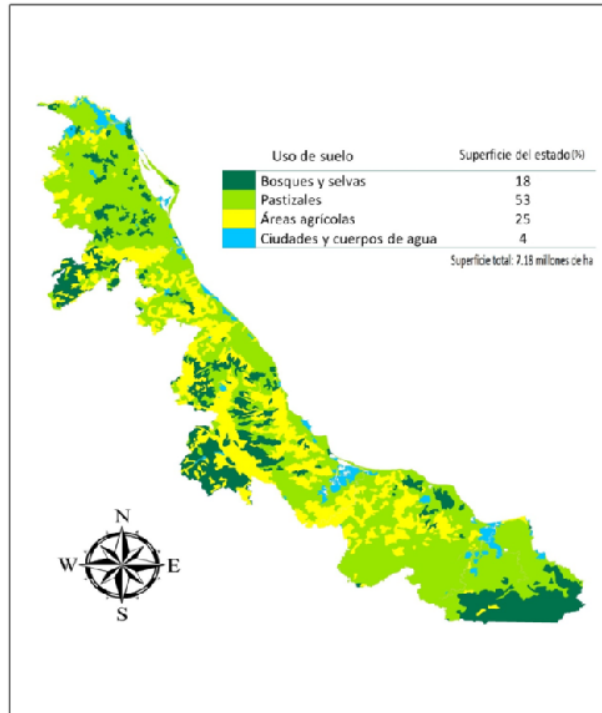 Uso de suelo Superficie del estado(%)
Bosques y selvas 18
Pastizales 53
Áreas agrícolas 25
Ciudades y cuerpos de agua 4
Superficie total: 7.18 millones de ha
N
W E
S